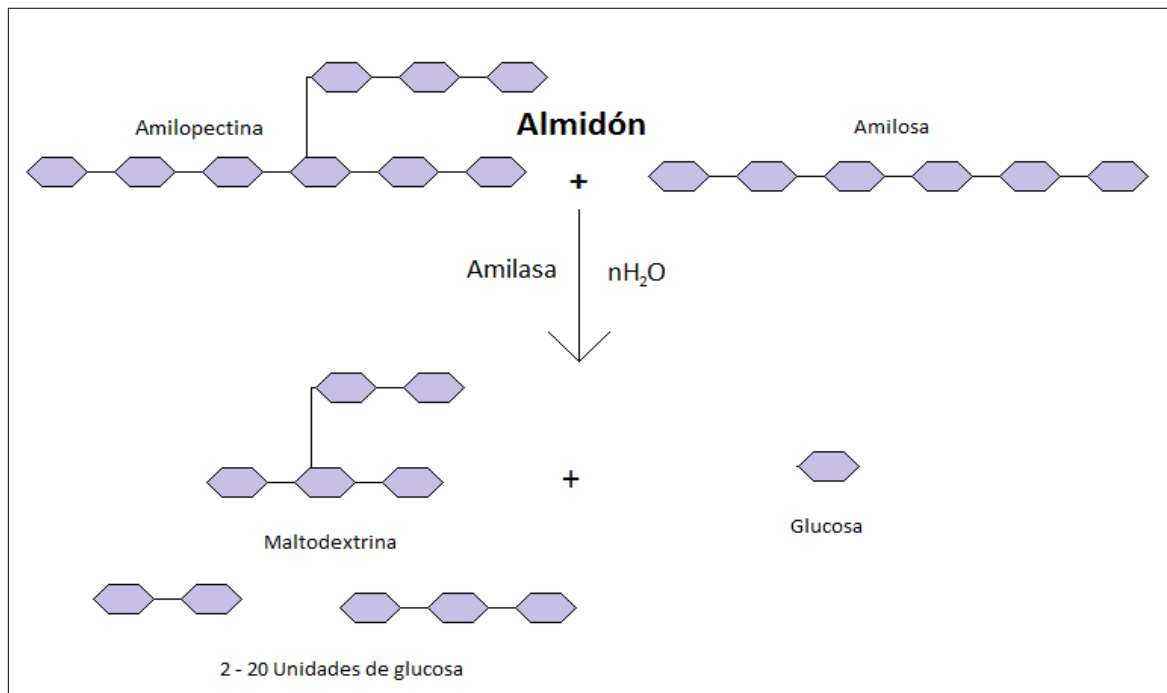 Amilopectina
Almidón
Amilosa
+
Amilasa
nH₂O
+
Maltodextrina
Glucosa
2 - 20 Unidades de glucosa